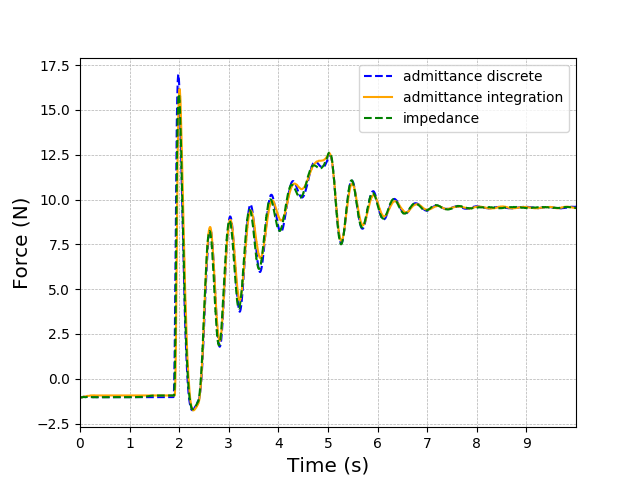 17.5
15.0
12.5
10.0
7.5
5.0
2.5
0.0
−2.5
Force (N)
admittance discrete
admittance integration
impedance
0 1 2 3 4 5 6 7 8 9
Time (s)